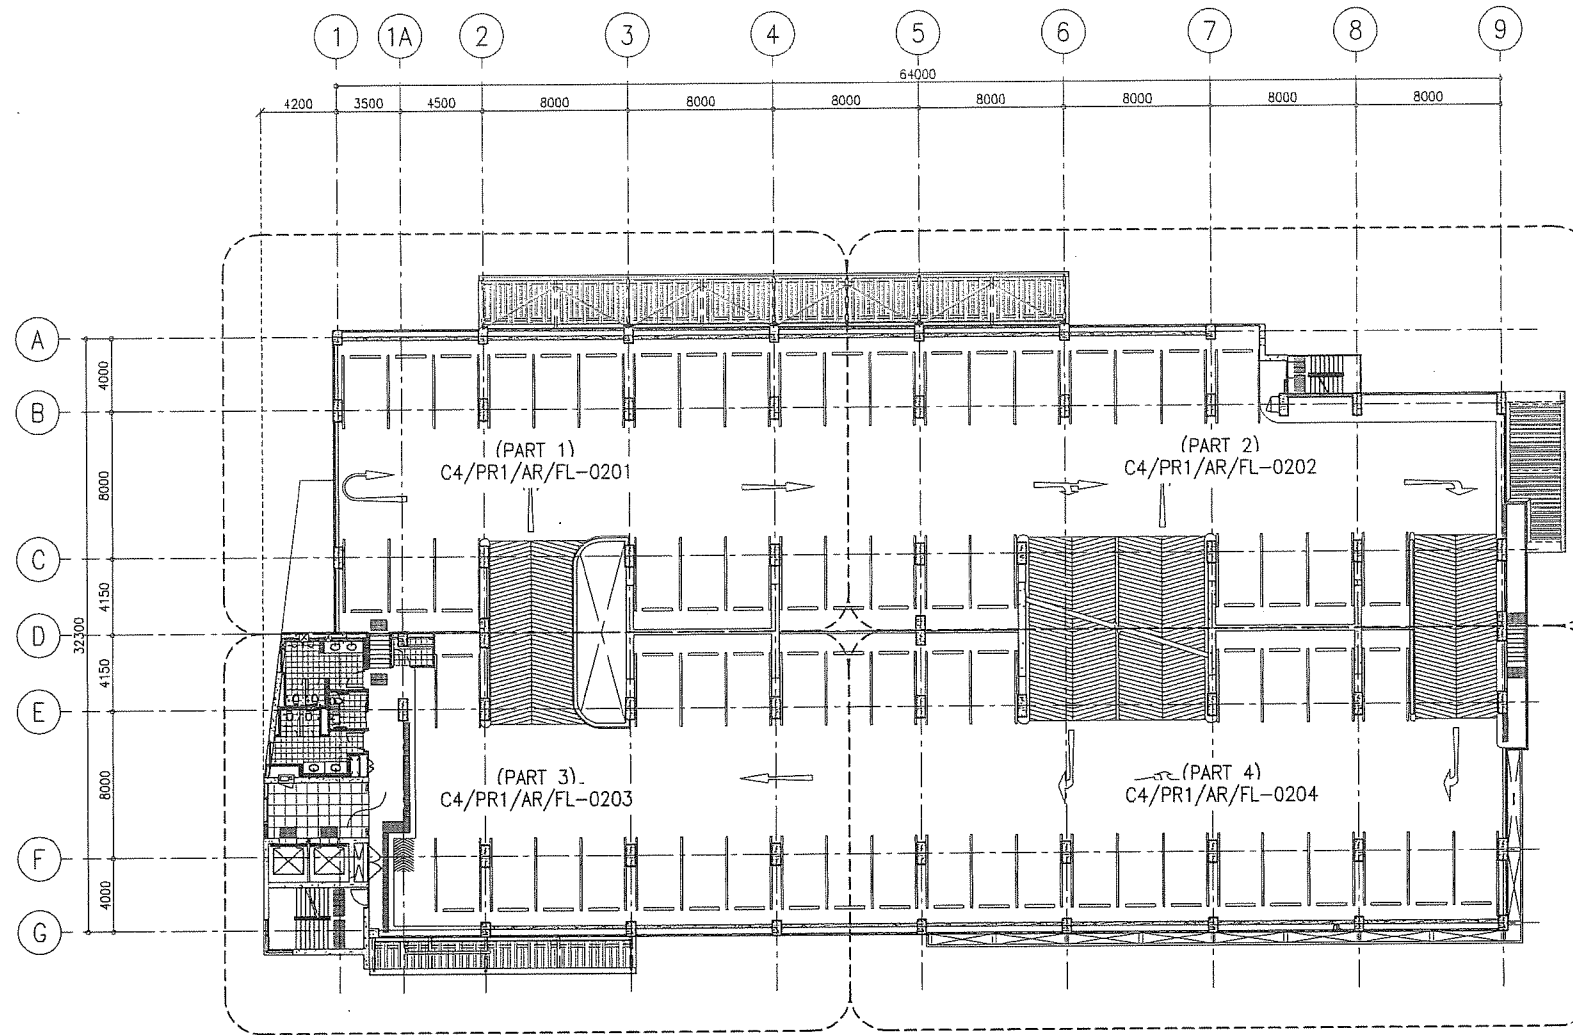 1 1A 2 3 4 5 6 7 8 9
64000
4200 3500 4500 8000 8000 8000 8000 8000 8000 8000
A
4000
B
(PART 1)
C4/PR1/AR/FL-0201
(PART 2)
C4/PR1/AR/FL-0202
8000
C
4150
D
32300
4150
E
8000
(PART 3)
C4/PR1/AR/FL-0203
(PART 4)
C4/PR1/AR/FL-0204
F
4000
G